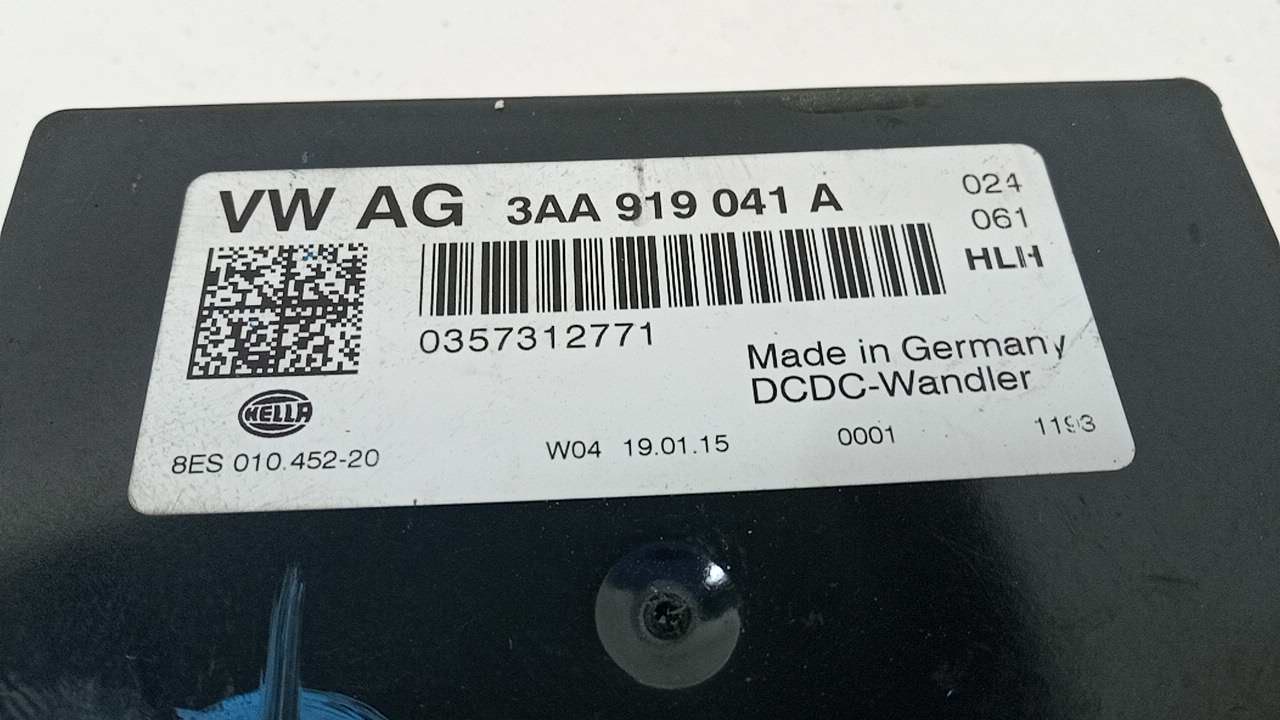 VW AG 3AA 919 041 A
024
061
HLH
0357312771
Made in Germany
DCDC-Wandler
HELLA
8ES 010.452-20
W04 19.01.15
0001
1193